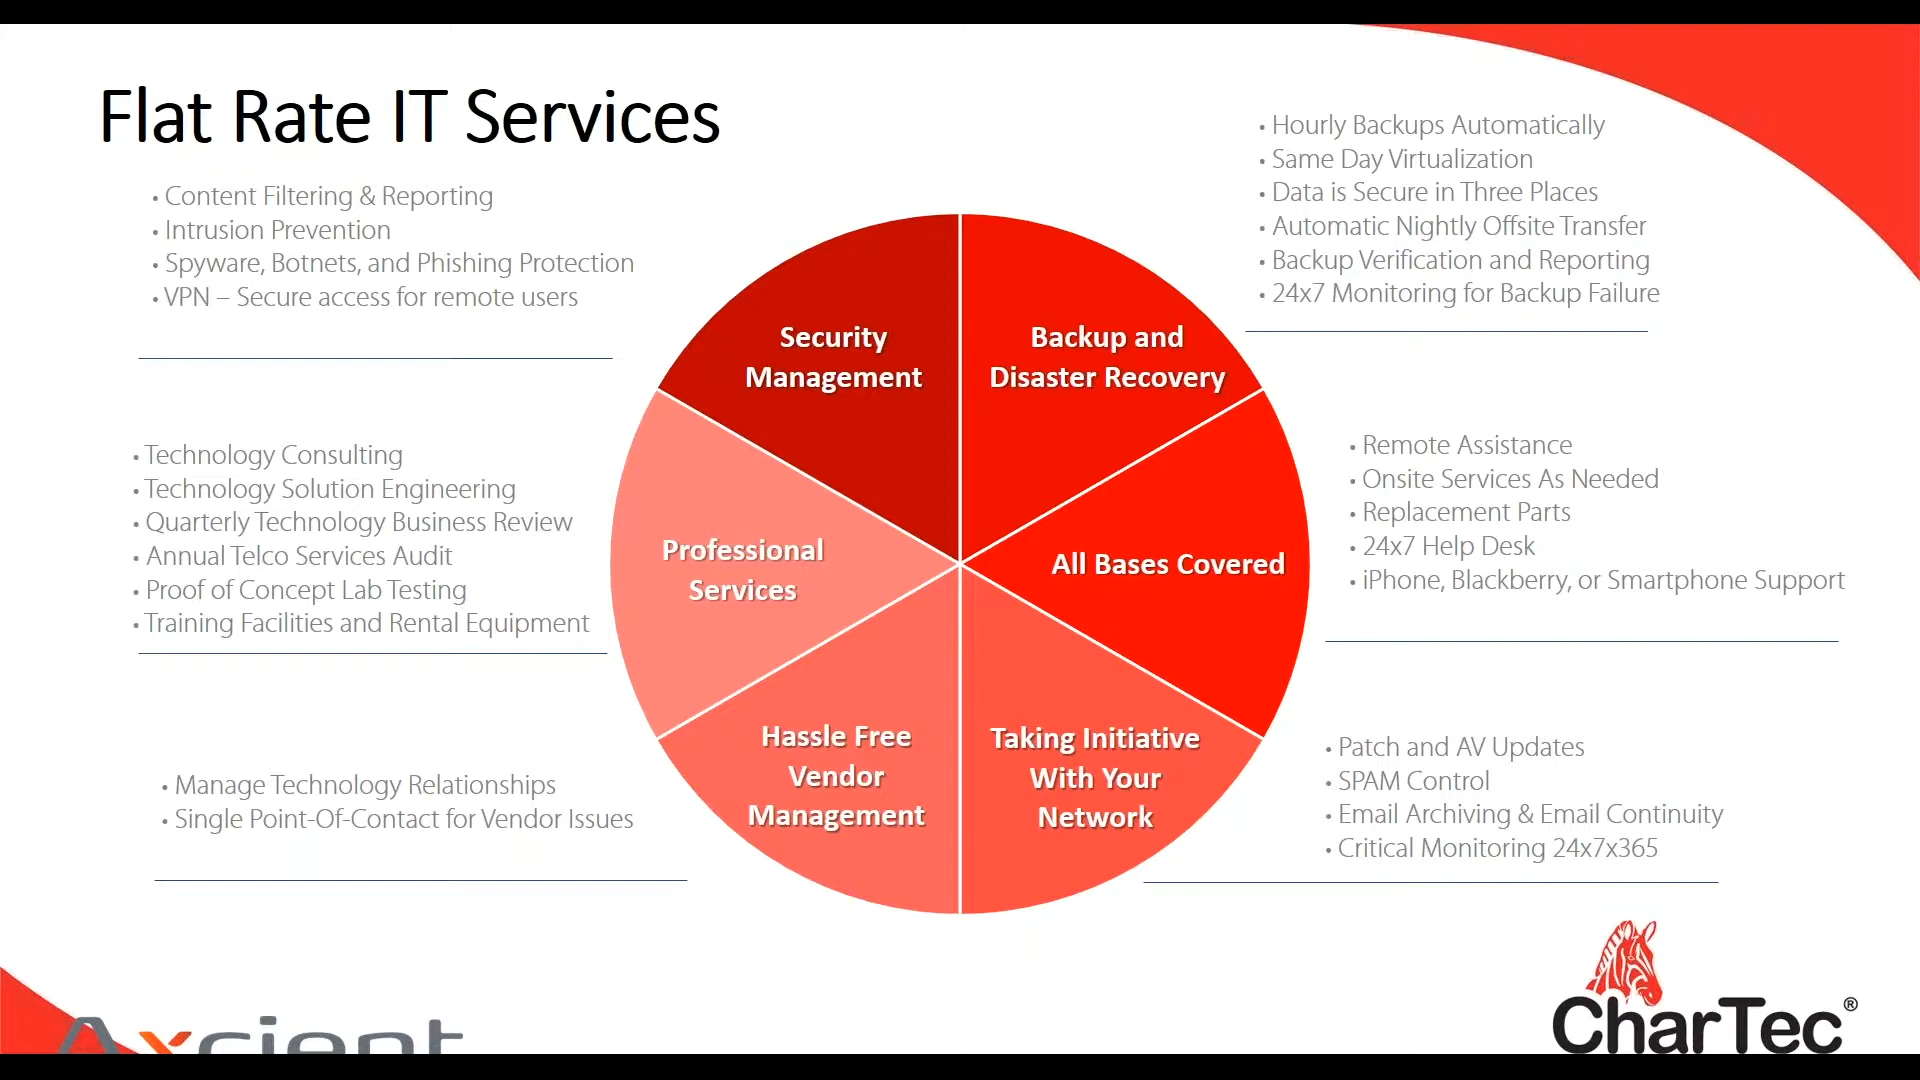 Flat Rate IT Services
• Content Filtering & Reporting
• Intrusion Prevention
• Spyware, Botnets, and Phishing Protection
• VPN – Secure access for remote users
• Technology Consulting
• Technology Solution Engineering
• Quarterly Technology Business Review
• Annual Telco Services Audit
• Proof of Concept Lab Testing
• Training Facilities and Rental Equipment
• Manage Technology Relationships
• Single Point-Of-Contact for Vendor Issues
Security
Management
Backup and
Disaster Recovery
Professional
Services
All Bases Covered
Hassle Free
Vendor
Management
Taking Initiative
With Your
Network
• Hourly Backups Automatically
• Same Day Virtualization
• Data is Secure in Three Places
• Automatic Nightly Offsite Transfer
• Backup Verification and Reporting
• 24x7 Monitoring for Backup Failure
• Remote Assistance
• Onsite Services As Needed
• Replacement Parts
• 24x7 Help Desk
• iPhone, Blackberry, or Smartphone Support
• Patch and AV Updates
• SPAM Control
• Email Archiving & Email Continuity
• Critical Monitoring 24x7x365
Axcient
CharTec®